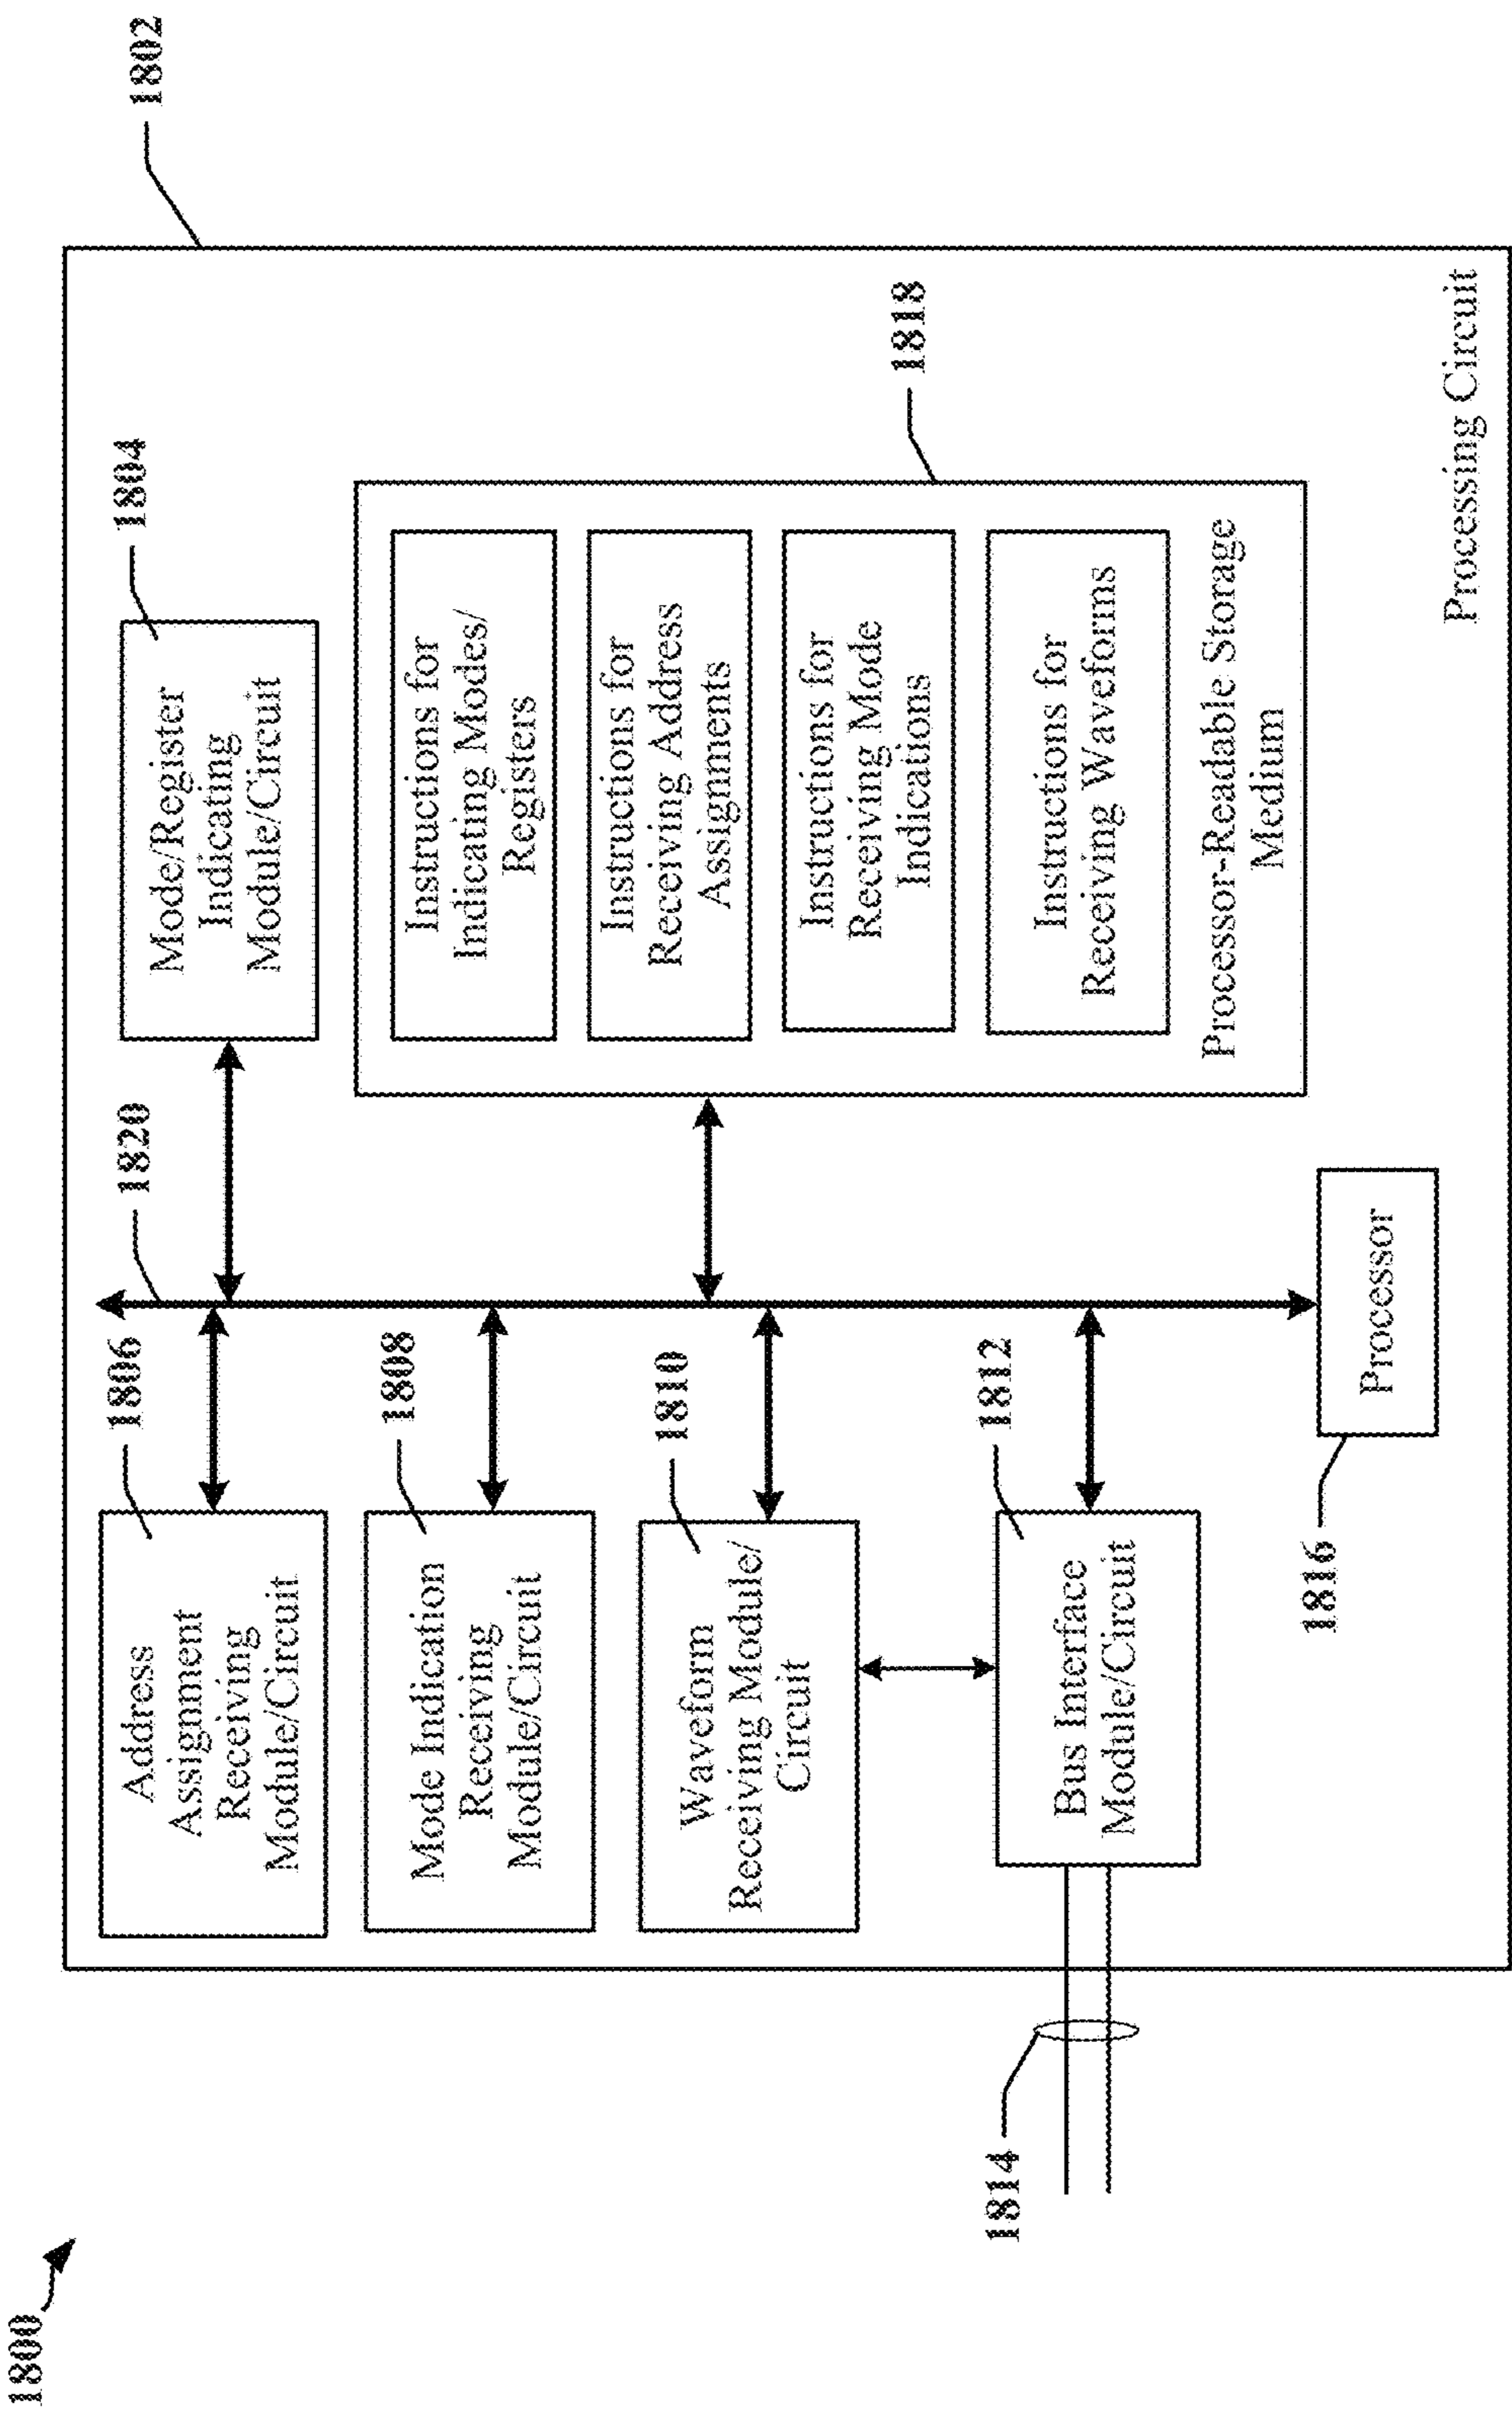 1800
1802
1820
1804
1806
Address
Assignment
Receiving
Module/Circuit
Mode/Register
Indicating
Module/Circuit
1808
Mode Indication
Receiving
Module/Circuit
1818
Instructions for
Indicating Modes/
Registers
Instructions for
Receiving Address
Assignments
Instructions for
Receiving Mode
Indications
Instructions for
Receiving Waveforms
Processor-Readable Storage
Medium
1810
Waveform
Receiving Module/
Circuit
1812
Bus Interface
Module/Circuit
1814
1816
Processor
Processing Circuit